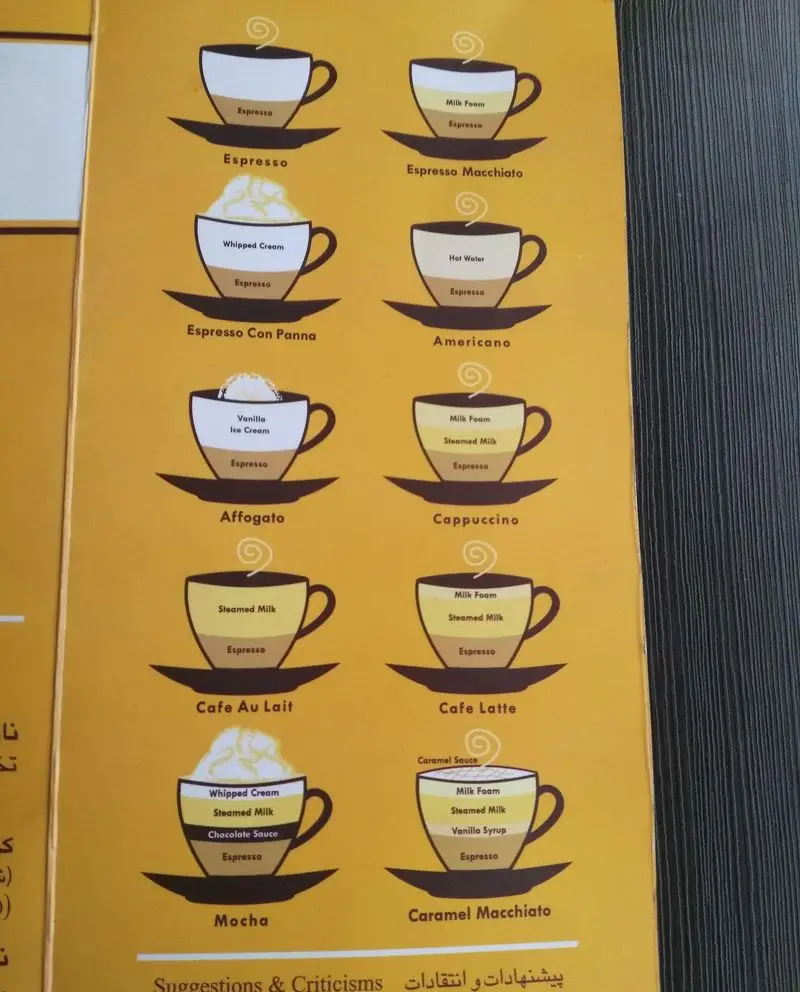 Espresso
Espresso
Milk Foam
Espresso
Espresso Macchiato
Whipped Cream
Espresso
Espresso Con Panna
Hot Water
Espresso
Americano
Vanilla
Ice Cream
Espresso
Affogato
Milk Foam
Steamed Milk
Espresso
Cappuccino
Steamed Milk
Espresso
Cafe Au Lait
Milk Foam
Steamed Milk
Espresso
Cafe Latte
Whipped Cream
Steamed Milk
Chocolate Sauce
Espresso
Mocha
Caramel Sauce
Milk Foam
Steamed Milk
Vanilla Syrup
Espresso
Caramel Macchiato
Suggestions & Criticisms پیشنهادات و انتقادات